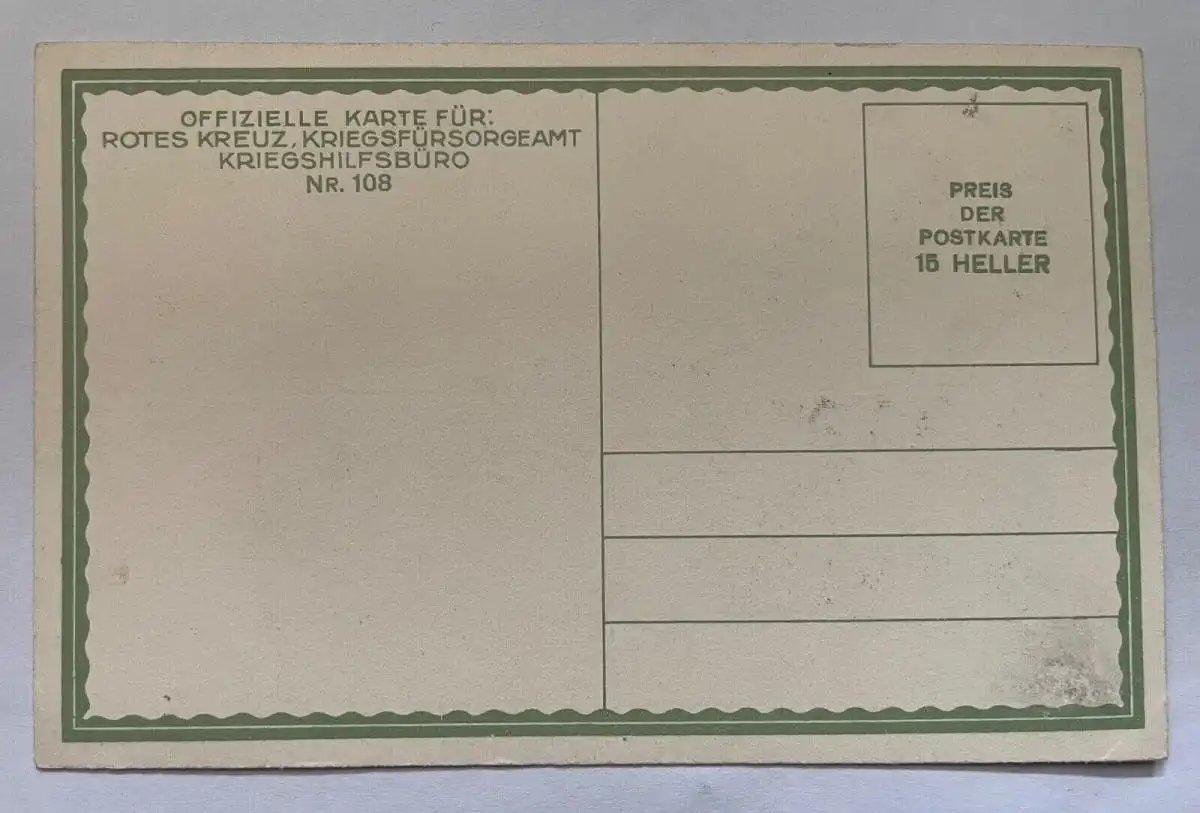 OFFIZIELLE KARTE FÜR:
ROTES KREUZ, KRIEGSFÜRSORGEAMT
KRIEGSHILFSBÜRO
NR. 108
PREIS
DER
POSTKARTE
15 HELLER